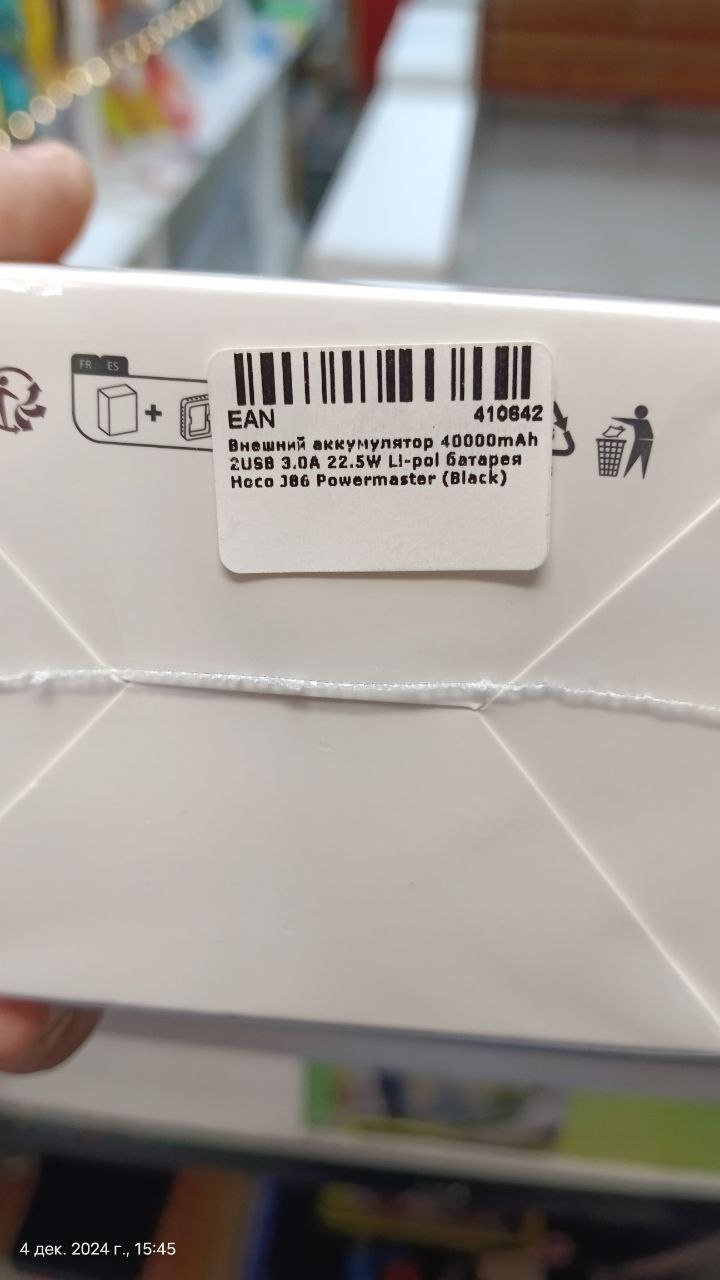 FR ES
EAN 410642
Внешний аккумулятор 40000mAh
2USB 3.0A 22.5W Li-pol батарея
Hoco J86 Powermaster (Black)
4 дек. 2024 г., 15:45